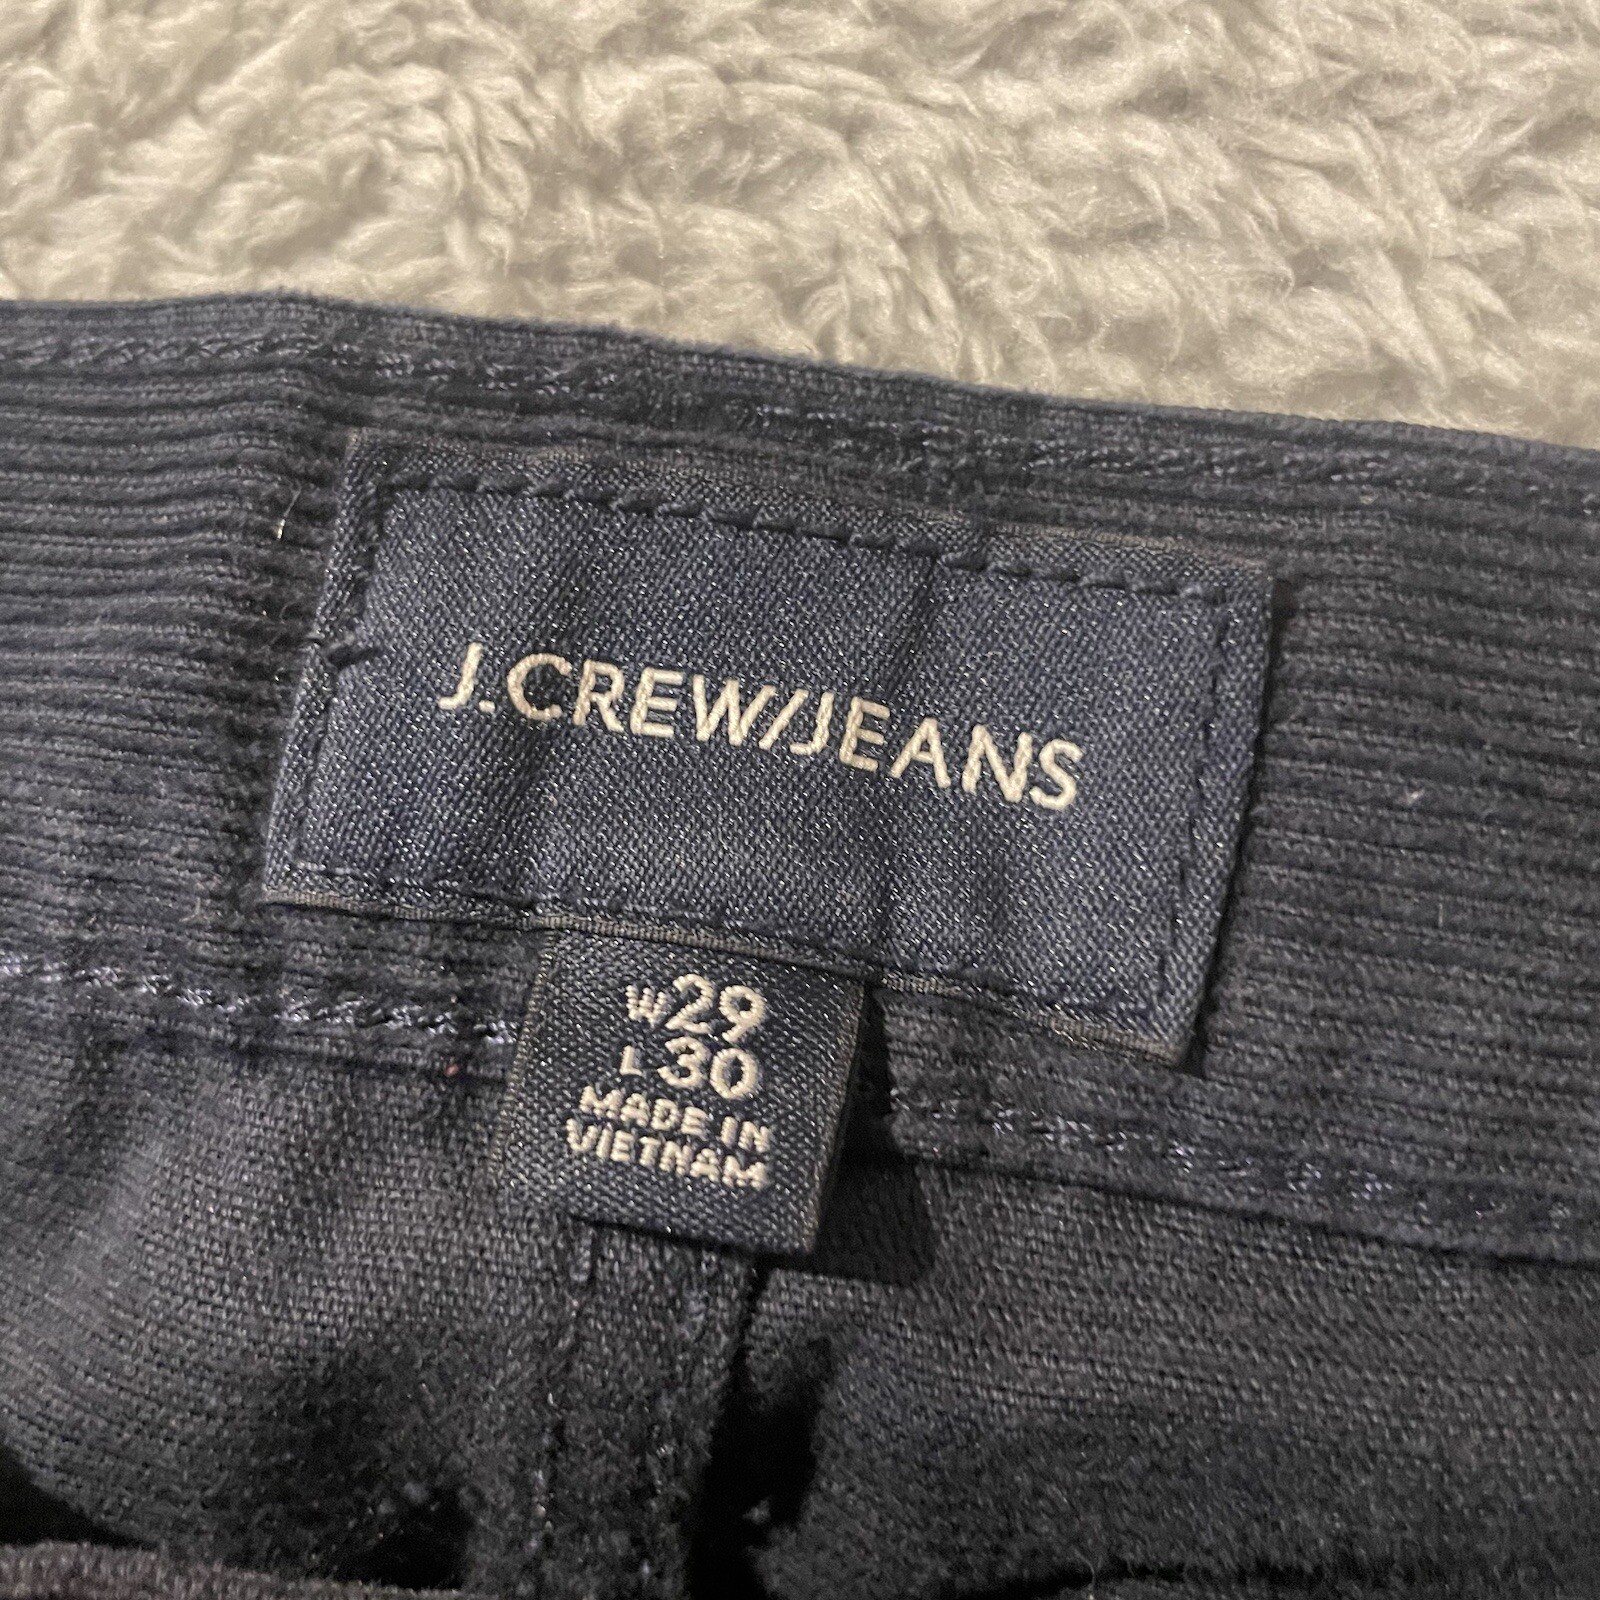 J.CREW/JEANS
W29
L30
MADE IN
VIETNAM